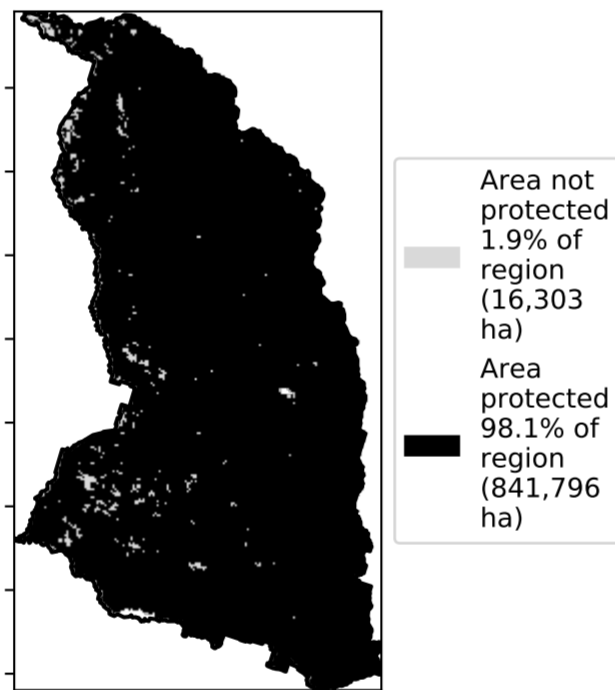 Area not
protected
1.9% of
region
(16,303
ha)
Area
protected
98.1% of
region
(841,796
ha)